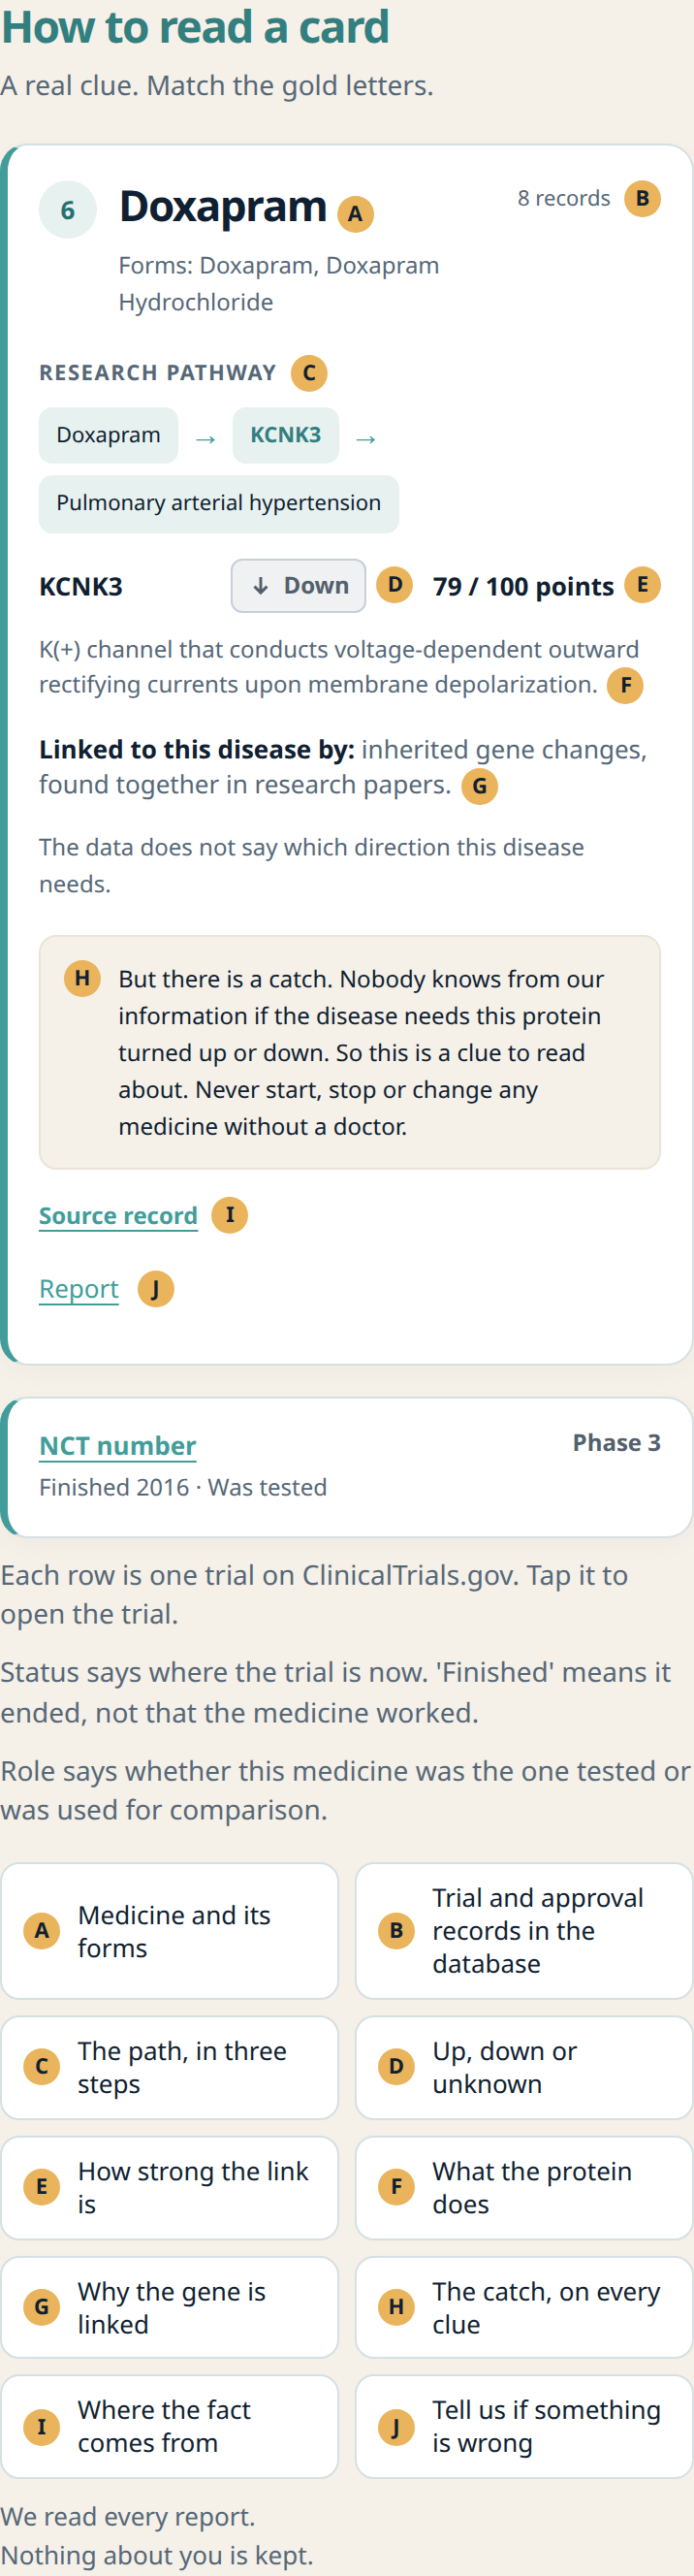 How to read a card
A real clue. Match the gold letters.
6
Doxapram A
8 records B
Forms: Doxapram, Doxapram
Hydrochloride
RESEARCH PATHWAY C
Doxapram → KCNK3 →
Pulmonary arterial hypertension
KCNK3 ↓ Down D 79 / 100 points E
K(+) channel that conducts voltage-dependent outward
rectifying currents upon membrane depolarization. F
Linked to this disease by: inherited gene changes,
found together in research papers. G
The data does not say which direction this disease
needs.
H But there is a catch. Nobody knows from our
information if the disease needs this protein
turned up or down. So this is a clue to read
about. Never start, stop or change any
medicine without a doctor.
Source record I
Report J
NCT number Phase 3
Finished 2016 · Was tested
Each row is one trial on ClinicalTrials.gov. Tap it to
open the trial.
Status says where the trial is now. 'Finished' means it
ended, not that the medicine worked.
Role says whether this medicine was the one tested or
was used for comparison.
A Medicine and its
forms
B Trial and approval
records in the
database
C The path, in three
steps
D Up, down or
unknown
E How strong the link
is
F What the protein
does
G Why the gene is
linked
H The catch, on every
clue
I Where the fact
comes from
J Tell us if something
is wrong
We read every report.
Nothing about you is kept.